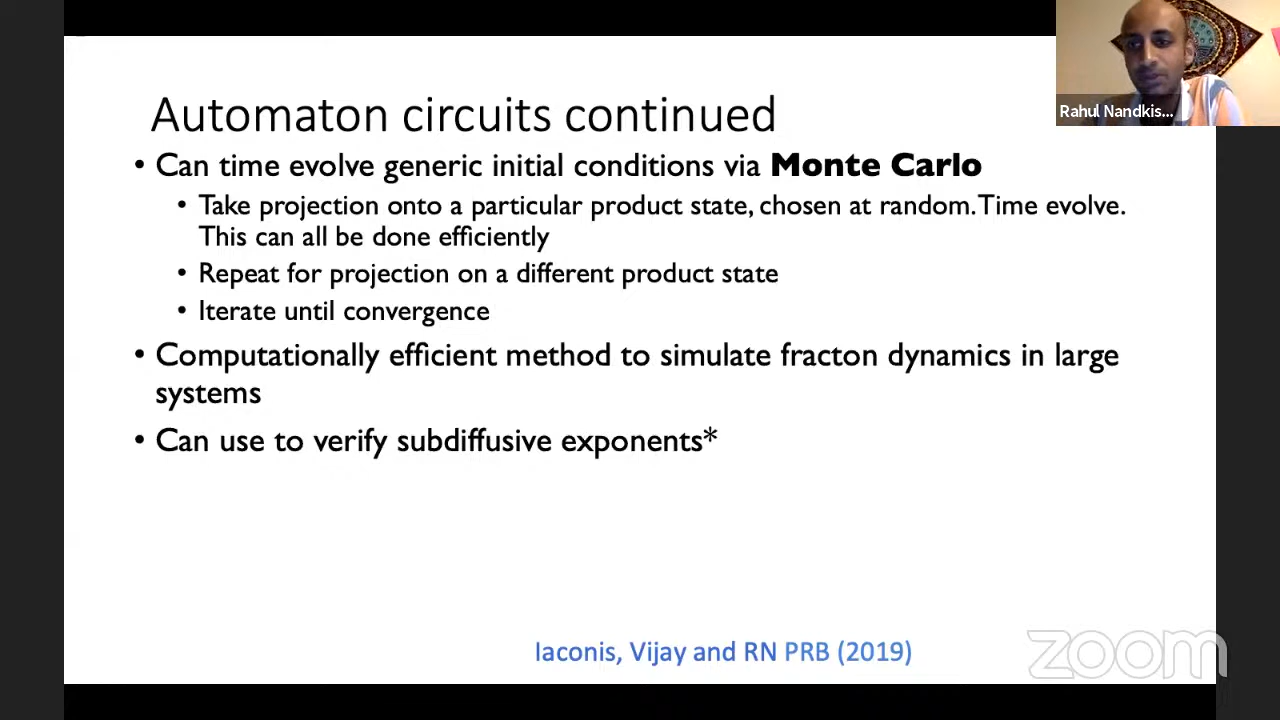 Rahul Nandkis...
Automaton circuits continued
• Can time evolve generic initial conditions via Monte Carlo
• Take projection onto a particular product state, chosen at random. Time evolve.
This can all be done efficiently
• Repeat for projection on a different product state
• Iterate until convergence
• Computationally efficient method to simulate fracton dynamics in large
systems
• Can use to verify subdiffusive exponents*
Iaconis, Vijay and RN PRB (2019)
zoom